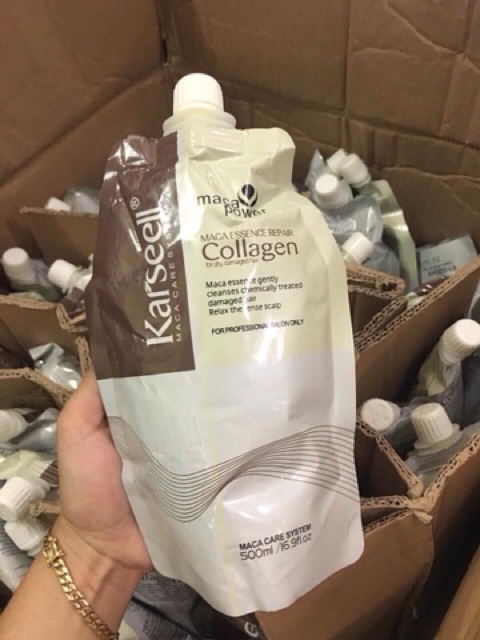 Karseell®
MACA CARE SYSTEM
maca
power
MACA ESSENCE REPAIR
Collagen
for dry, damaged hair
Maca essence gently
cleanses chemically treated
damaged hair
Relax the tense scalp
FOR PROFESSIONAL SALON ONLY
MACA CARE SYSTEM
500ml /16.9fl.oz